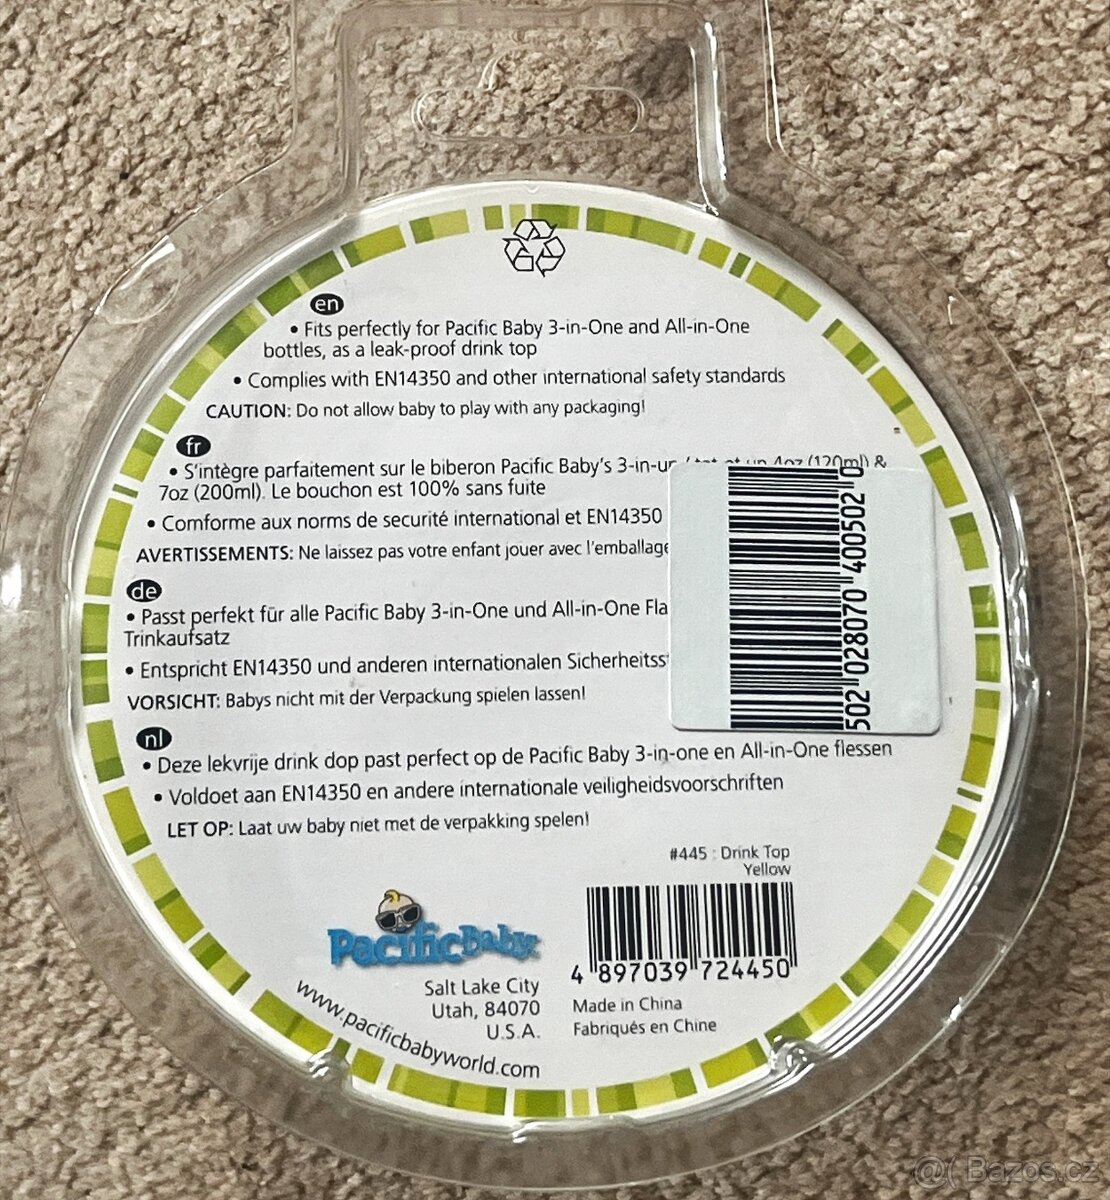 en
• Fits perfectly for Pacific Baby 3-in-One and All-in-One
bottles, as a leak-proof drink top
• Complies with EN14350 and other international safety standards
CAUTION: Do not allow baby to play with any packaging!
fr
• S'intègre parfaitement sur le biberon Pacific Baby's 3-in-un 4oz (120ml) &
7oz (200ml). Le bouchon est 100% sans fuite
• Comforme aux norms de securité international et EN14350
AVERTISSEMENTS: Ne laissez pas votre enfant jouer avec l'emballage
de
• Passt perfekt für alle Pacific Baby 3-in-One und All-in-One Fla
Trinkaufsatz
• Entspricht EN14350 und anderen internationalen Sicherheitsst
VORSICHT: Babys nicht mit der Verpackung spielen lassen!
502 028070 400502 0
nl
• Deze lekvrije drink dop past perfect op de Pacific Baby 3-in-one en All-in-One flessen
• Voldoet aan EN14350 en andere internationale veiligheidsvoorschriften
LET OP: Laat uw baby niet met de verpakking spelen!
#445 : Drink Top
Yellow
4 897039 724450
Made in China
Fabriqués en Chine
PacificBaby
Salt Lake City
Utah, 84070
U.S.A.
www.pacificbabyworld.com
Bazos.cz